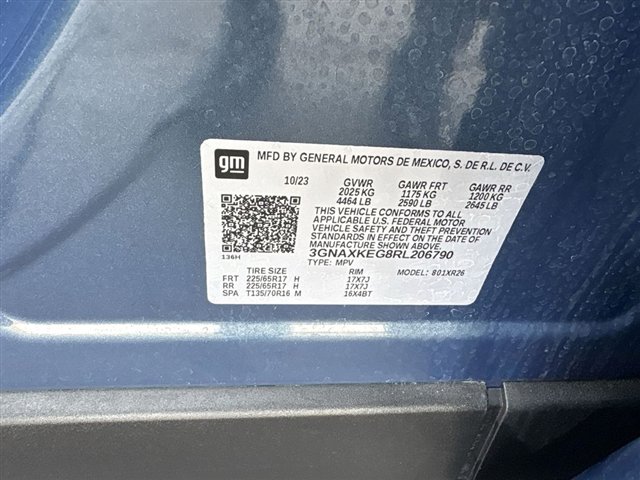 gm MFD BY GENERAL MOTORS DE MEXICO, S. DE R.L. DE C.V.
10/23 GVWR GAWR FRT GAWR RR
2025 KG 1175 KG 1200 KG
4464 LB 2590 LB 2645 LB
THIS VEHICLE CONFORMS TO ALL
APPLICABLE U.S. FEDERAL MOTOR
VEHICLE SAFETY AND THEFT PREVENTION
STANDARDS IN EFFECT ON THE DATE OF
MANUFACTURE SHOWN ABOVE.
136H 3GNAXKEG8RL206790
TYPE: MPV
TIRE SIZE RIM MODEL: 801XR26
FRT 225/65R17 H 17X7J
RR 225/65R17 H 17X7J
SPA T135/70R16 M 16X4BT